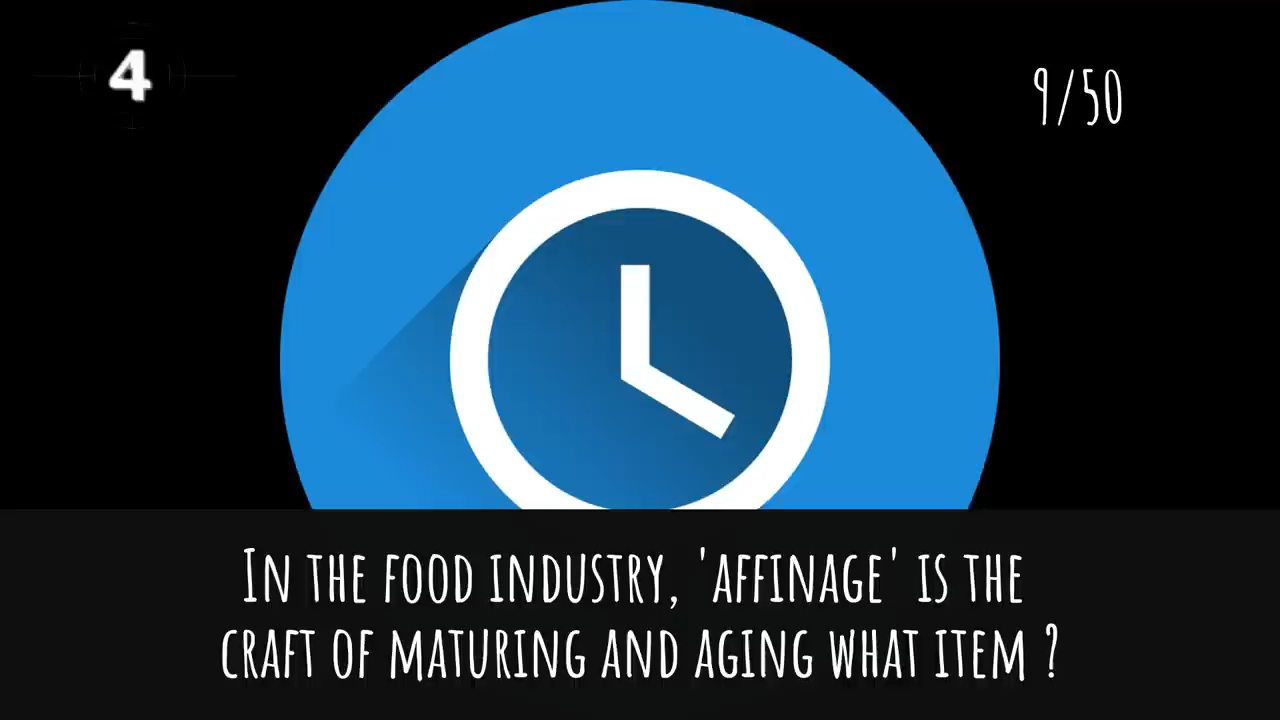 4
9/50
In the food industry, 'affinage' is the
craft of maturing and aging what item ?